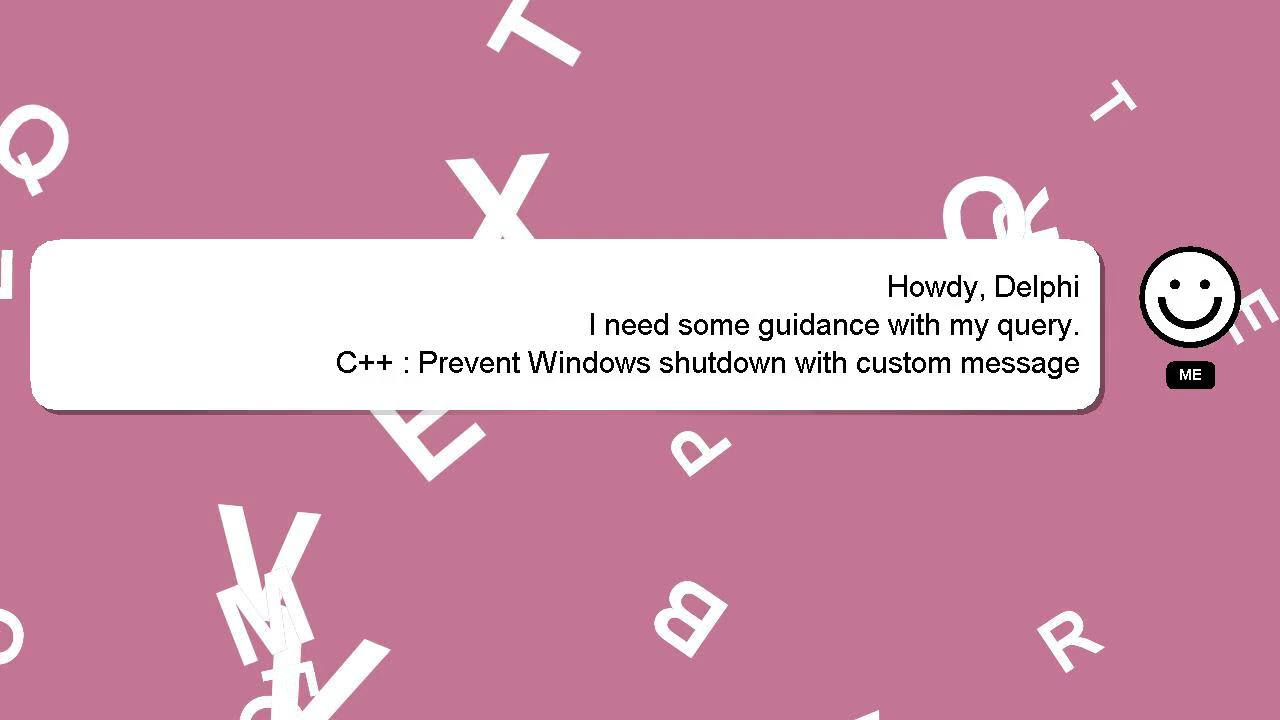 Howdy, Delphi
I need some guidance with my query.
C++ : Prevent Windows shutdown with custom message
ME
T
Q
X
T
Q
R
E
E
P
V
M
B
R
V